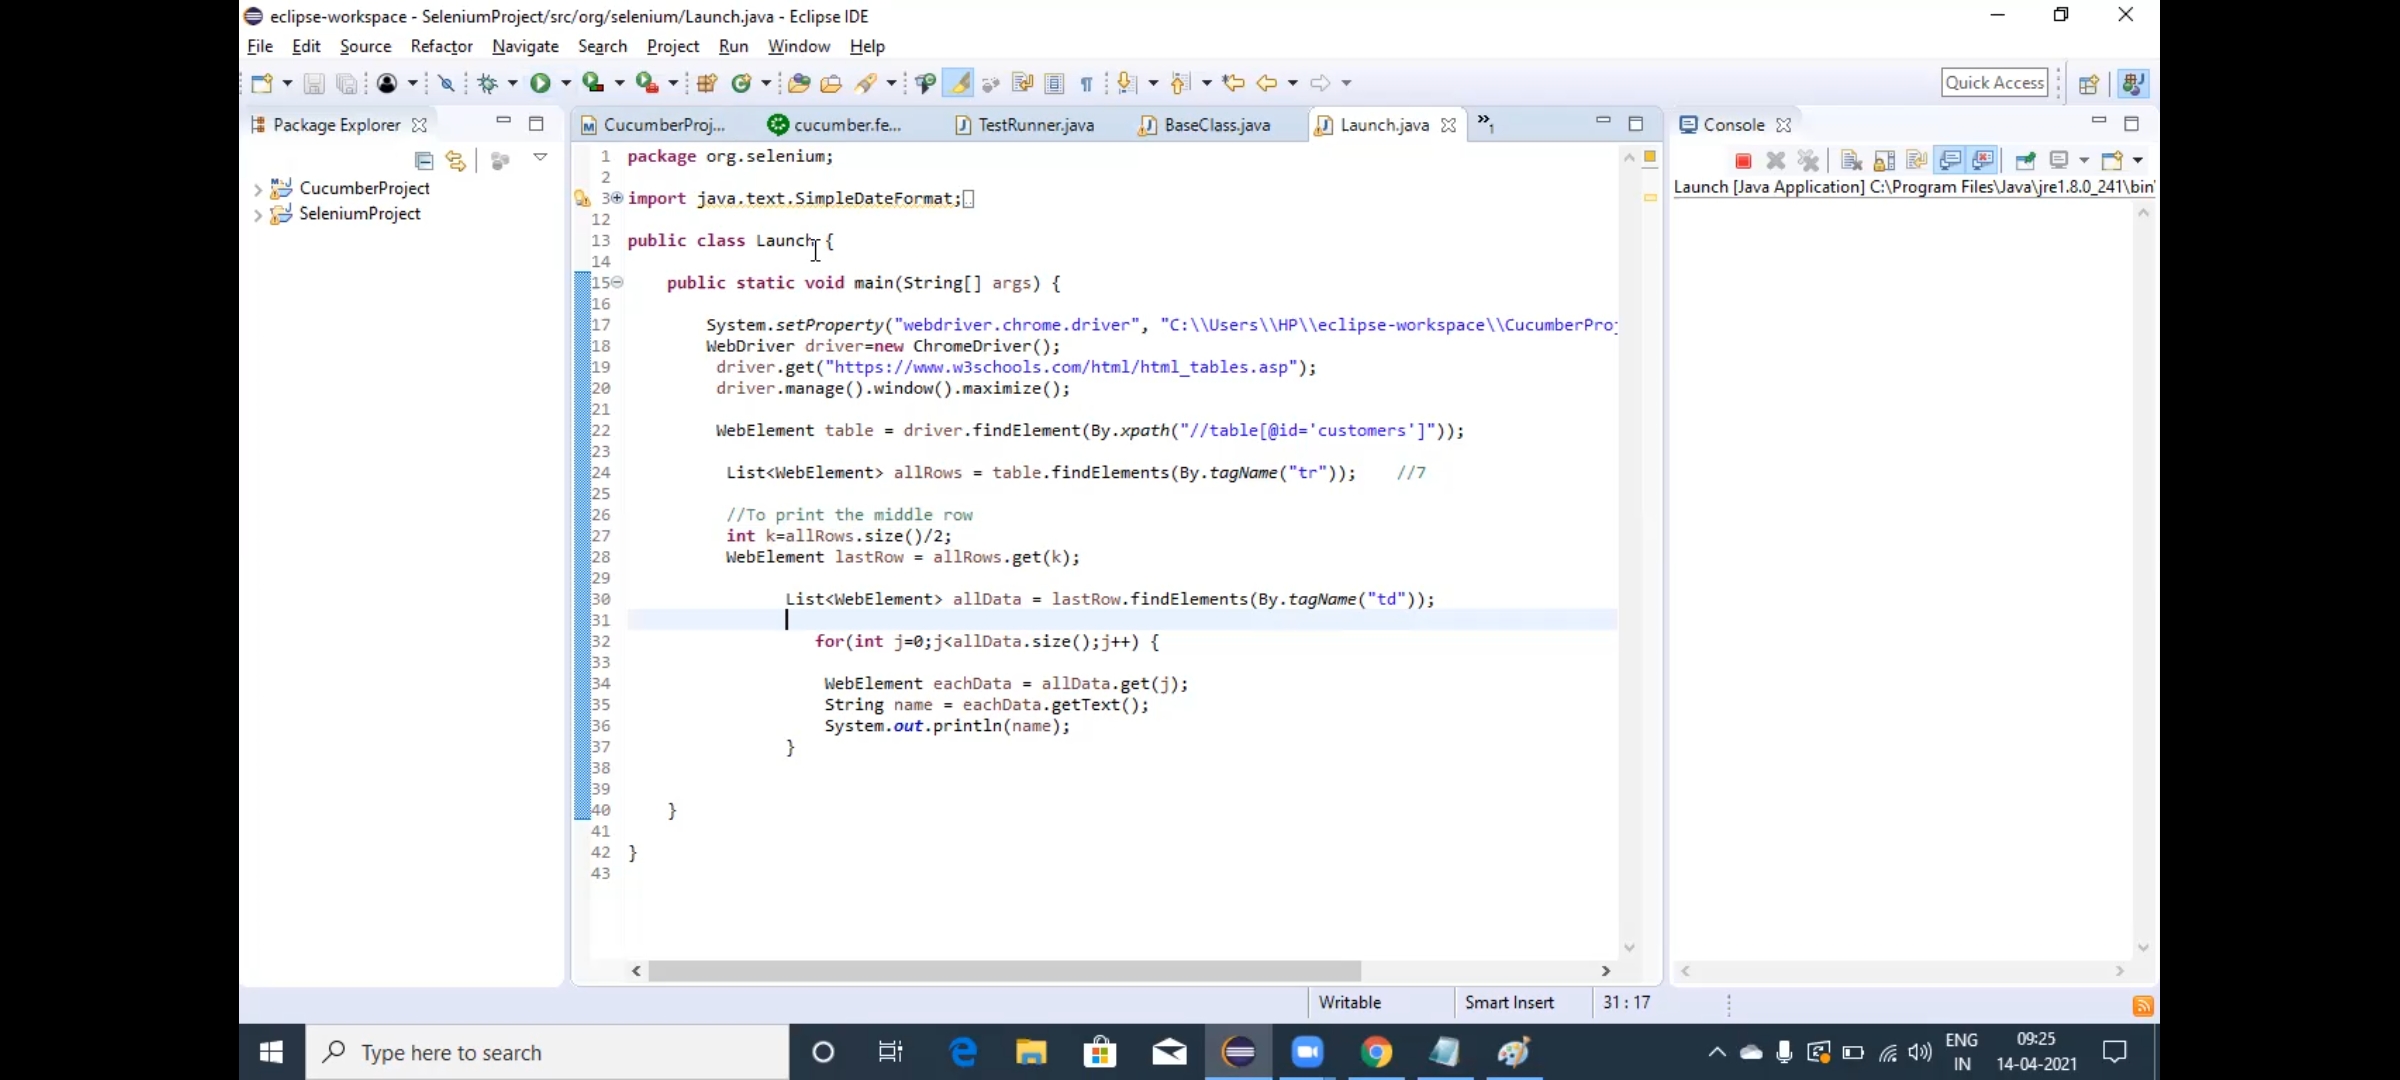 eclipse-workspace - SeleniumProject/src/org/selenium/Launch.java - Eclipse IDE
File Edit Source Refactor Navigate Search Project Run Window Help
Quick Access
Package Explorer
CucumberProj... cucumber.fe... TestRunner.java BaseClass.java Launch.java »1
Console
CucumberProject
SeleniumProject
Launch [Java Application] C:\Program Files\Java\jre1.8.0_241\bin
1 package org.selenium;
2
3 import java.text.SimpleDateFormat;
12
13 public class Launch {
14
15 public static void main(String[] args) {
16
17 System.setProperty("webdriver.chrome.driver", "C:\\Users\\HP\\eclipse-workspace\\CucumberProj
18 WebDriver driver=new ChromeDriver();
19 driver.get("https://www.w3schools.com/html/html_tables.asp");
20 driver.manage().window().maximize();
21
22 WebElement table = driver.findElement(By.xpath("//table[@id='customers']"));
23
24 List<WebElement> allRows = table.findElements(By.tagName("tr")); //7
25
26 //To print the middle row
27 int k=allRows.size()/2;
28 WebElement lastRow = allRows.get(k);
29
30 List<WebElement> allData = lastRow.findElements(By.tagName("td"));
31
32 for(int j=0;j<allData.size();j++) {
33
34 WebElement eachData = allData.get(j);
35 String name = eachData.getText();
36 System.out.println(name);
37 }
38
39
40 }
41
42 }
43
Writable Smart Insert 31 : 17
Type here to search
ENG
IN
09:25
14-04-2021